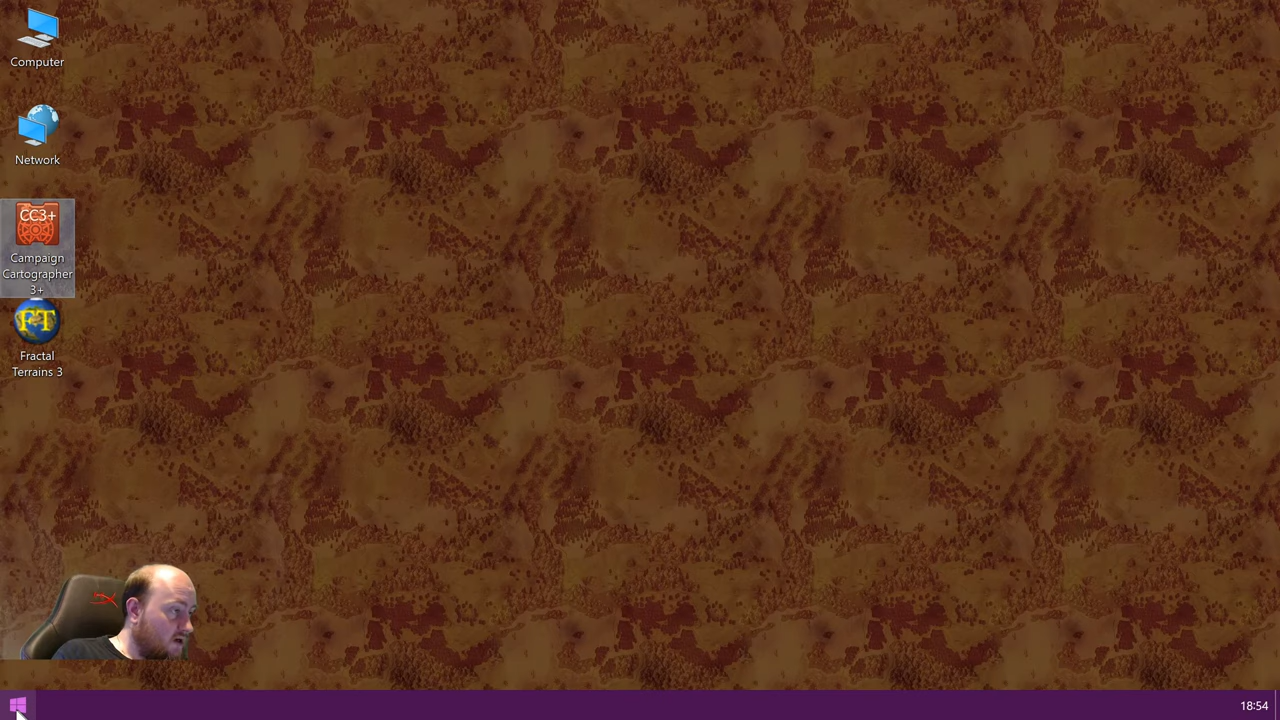 Computer
Network
CC3+
Campaign
Cartographer
3+
FT
Fractal
Terrains 3
18:54